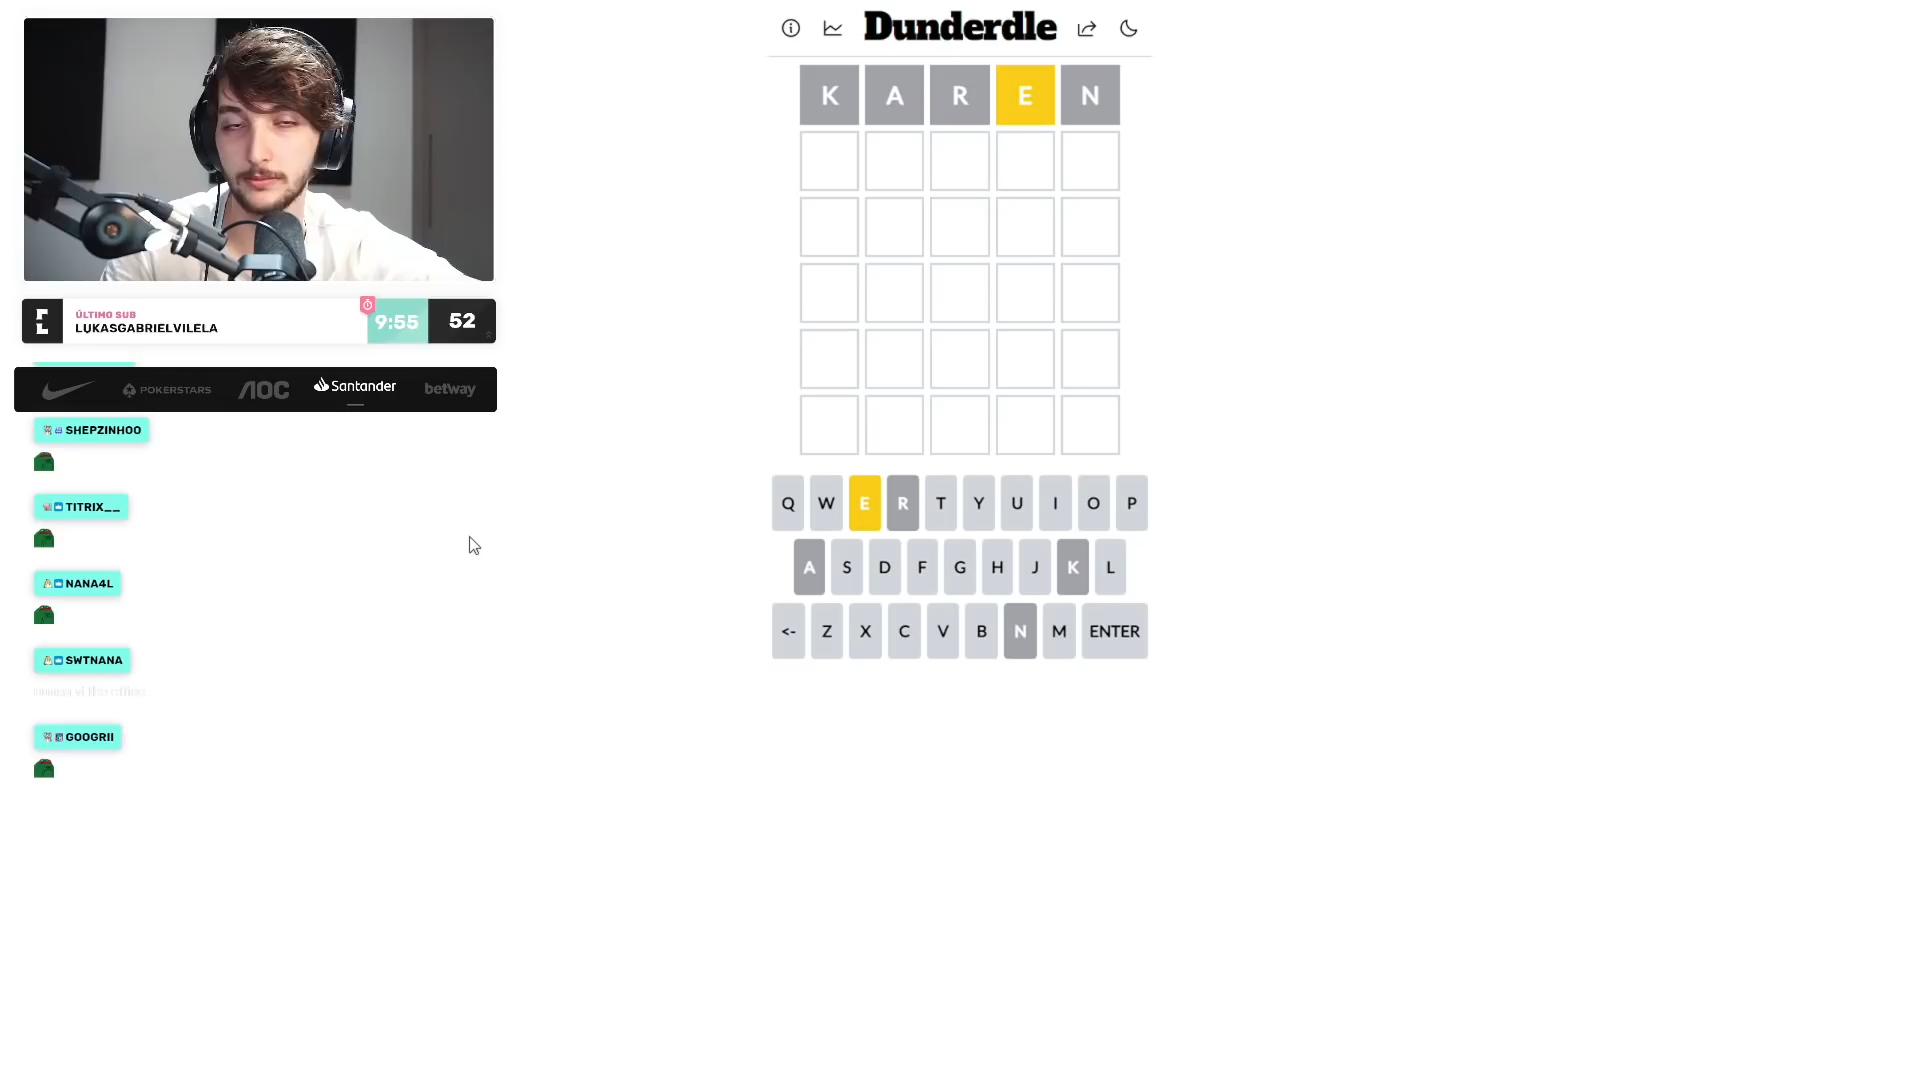 Dunderdle
K A R E N
ÚLTIMO SUB
LUKASGABRIELVILELA
9:55
52
POKERSTARS
AOC
Santander
betway
SHEPZINHOO
TITRIX__
NANA4L
SWTNANA
GOOGRII
Q W E R T Y U I O P
A S D F G H J K L
<- Z X C V B N M ENTER